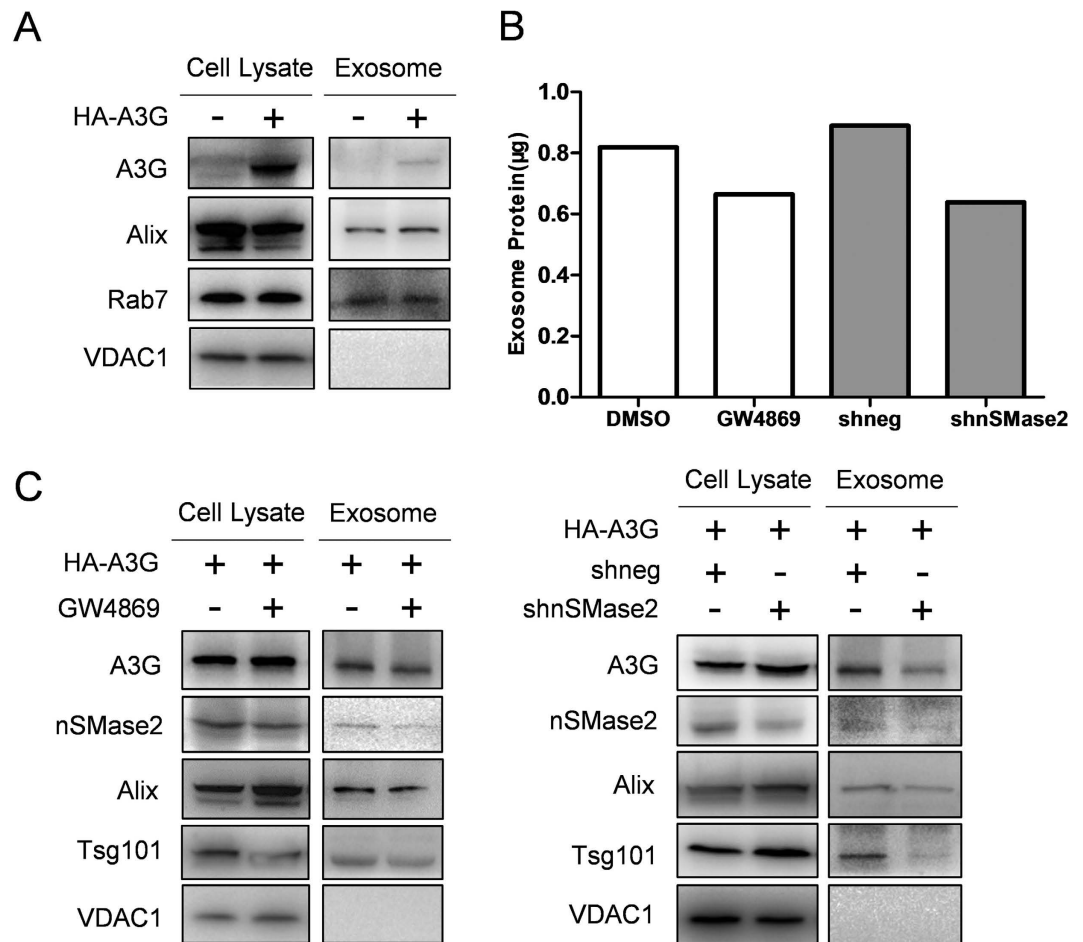 A
Cell Lysate Exosome
HA-A3G - + - +
A3G
Alix
Rab7
VDAC1
B
Exosome Protein(μg)
1.0
0.8
0.6
0.4
0.2
0.0
DMSO GW4869 shneg shnSMase2
C
Cell Lysate Exosome
HA-A3G + + + +
GW4869 - + - +
A3G
nSMase2
Alix
Tsg101
VDAC1
Cell Lysate Exosome
HA-A3G + + + +
shneg + - + -
shnSMase2 - + - +
A3G
nSMase2
Alix
Tsg101
VDAC1